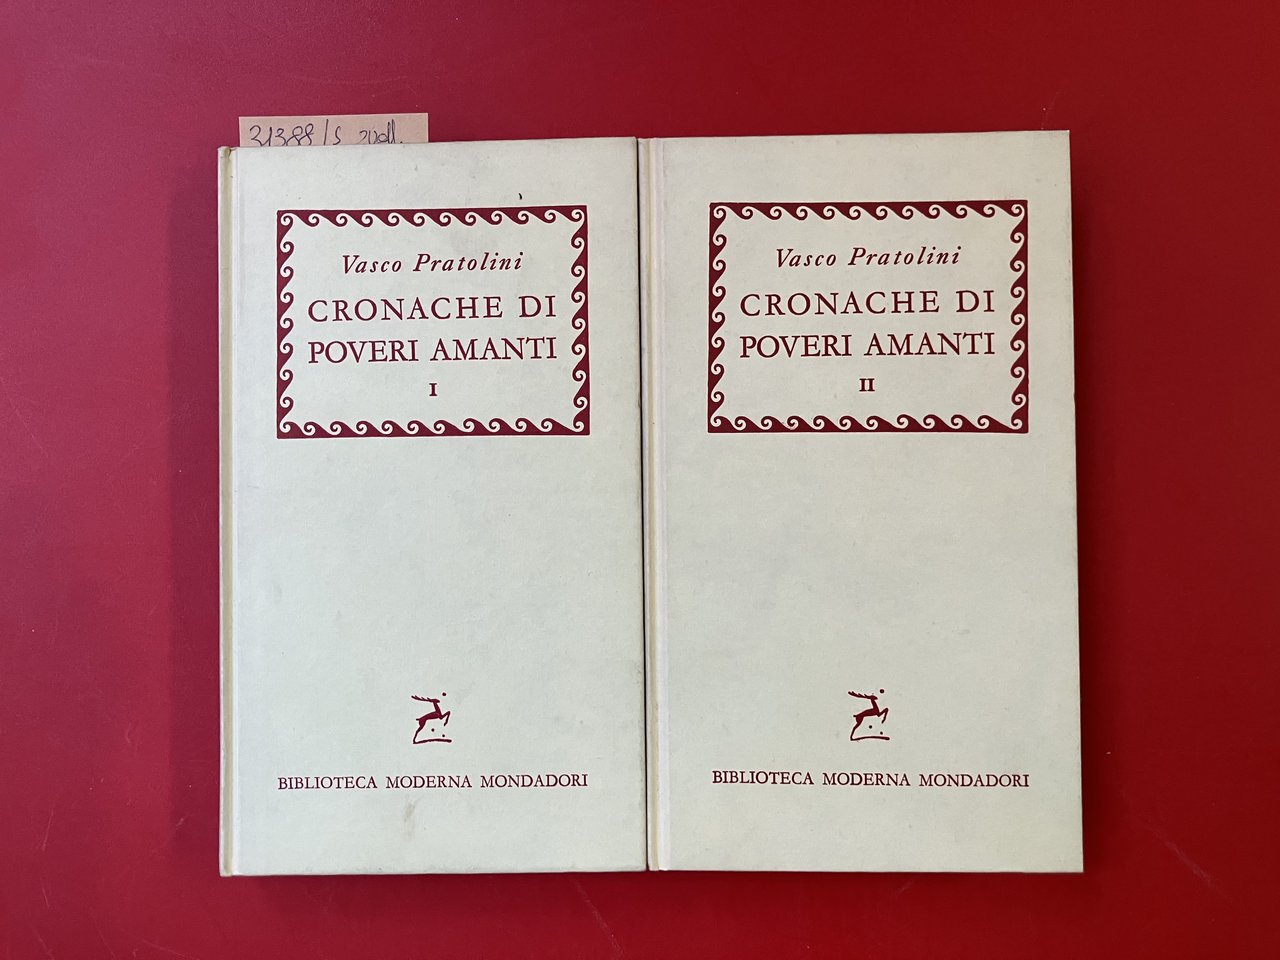 31388/S 2voll.
Vasco Pratolini
CRONACHE DI
POVERI AMANTI
I
BIBLIOTECA MODERNA MONDADORI
Vasco Pratolini
CRONACHE DI
POVERI AMANTI
II
BIBLIOTECA MODERNA MONDADORI